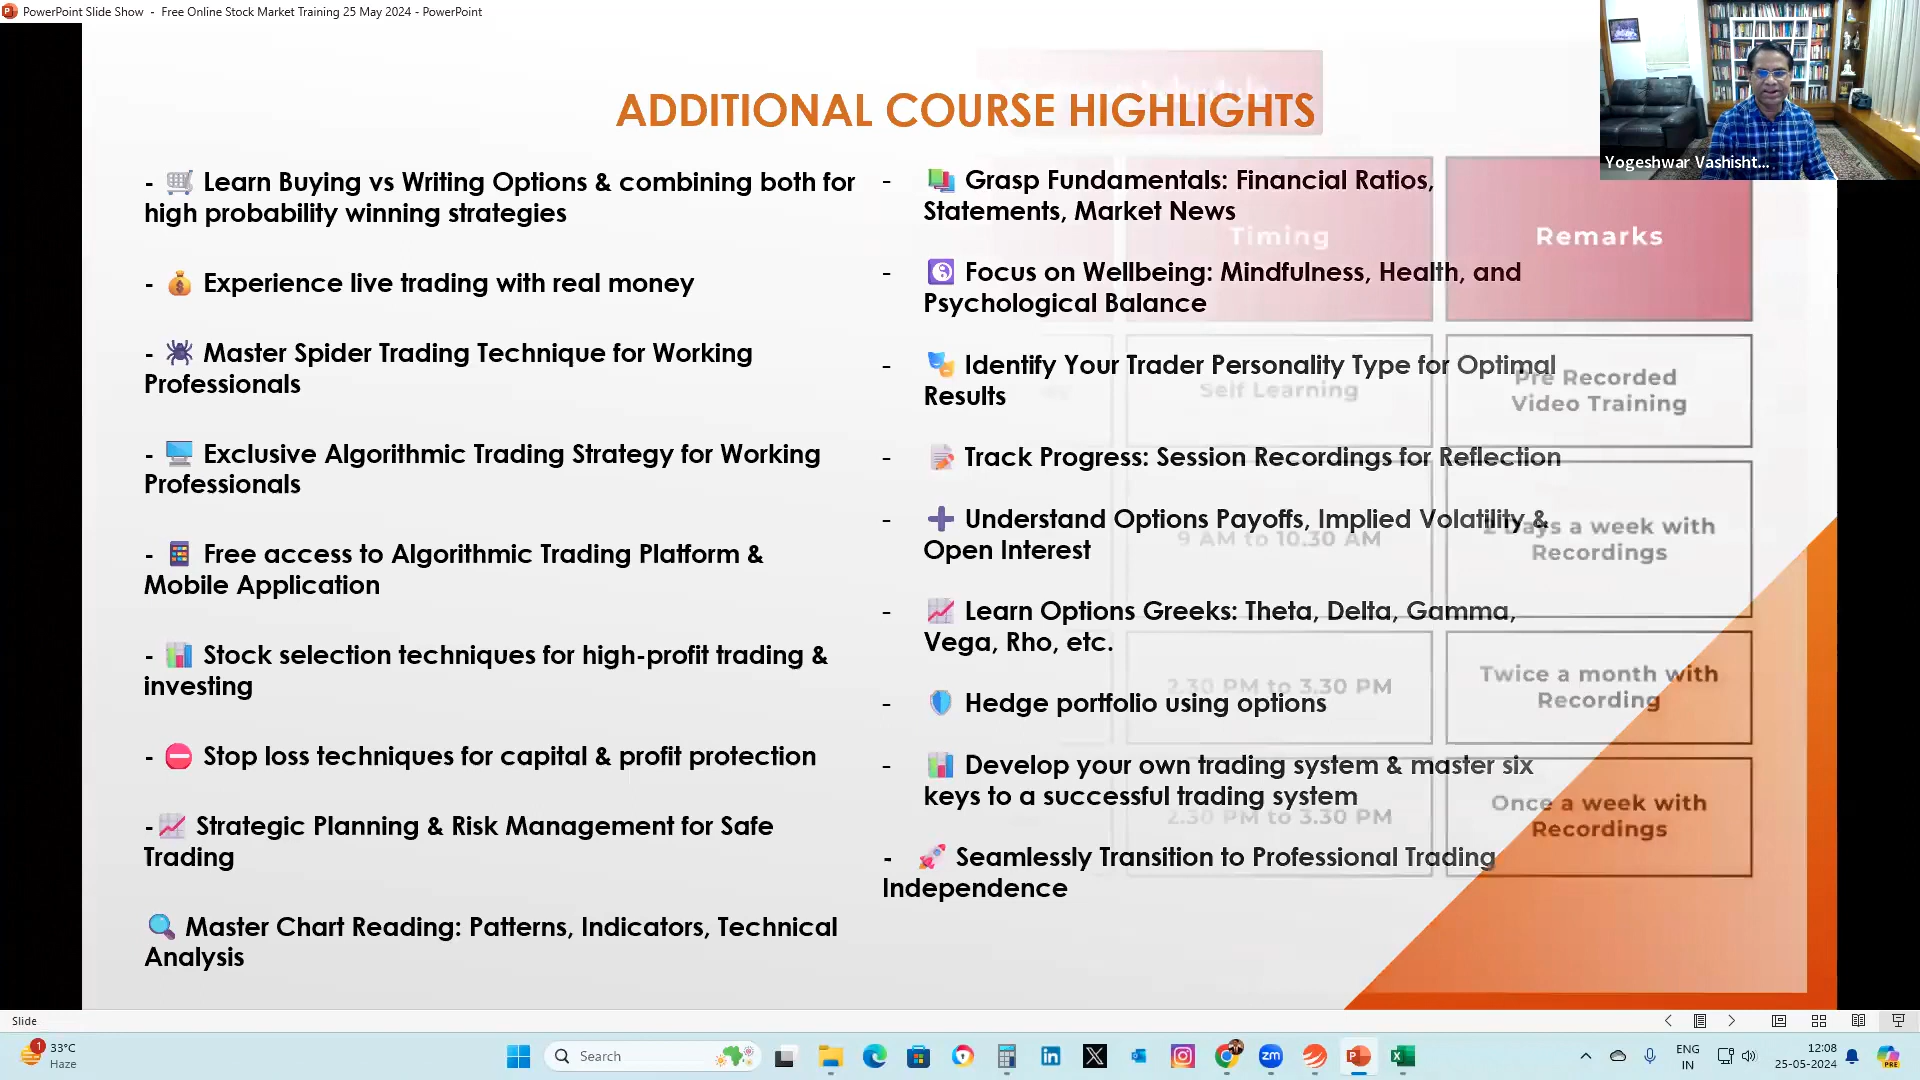 PowerPoint Slide Show - Free Online Stock Market Training 25 May 2024 - PowerPoint
Yogeshwar Vashisht...
ADDITIONAL COURSE HIGHLIGHTS
- Learn Buying vs Writing Options & combining both for
high probability winning strategies
- Experience live trading with real money
- Master Spider Trading Technique for Working
Professionals
- Exclusive Algorithmic Trading Strategy for Working
Professionals
- Free access to Algorithmic Trading Platform &
Mobile Application
- Stock selection techniques for high-profit trading &
investing
- Stop loss techniques for capital & profit protection
- Strategic Planning & Risk Management for Safe
Trading
Master Chart Reading: Patterns, Indicators, Technical
Analysis
- Grasp Fundamentals: Financial Ratios,
Statements, Market News
- Focus on Wellbeing: Mindfulness, Health, and
Psychological Balance
- Identify Your Trader Personality Type for Optimal
Results
- Track Progress: Session Recordings for Reflection
- Understand Options Payoffs, Implied Volatility &
Open Interest
- Learn Options Greeks: Theta, Delta, Gamma,
Vega, Rho, etc.
- Hedge portfolio using options
- Develop your own trading system & master six
keys to a successful trading system
- Seamlessly Transition to Professional Trading
Independence
Timing
Remarks
Self Learning
Pre Recorded
Video Training
9 AM to 10.30 AM
2 Days a week with
Recordings
2.30 PM to 3.30 PM
Twice a month with
Recording
2.30 PM to 3.30 PM
Once a week with
Recordings
Slide
1
33°C
Haze
Search
zm
ENG
IN
12:08
25-05-2024
PRE